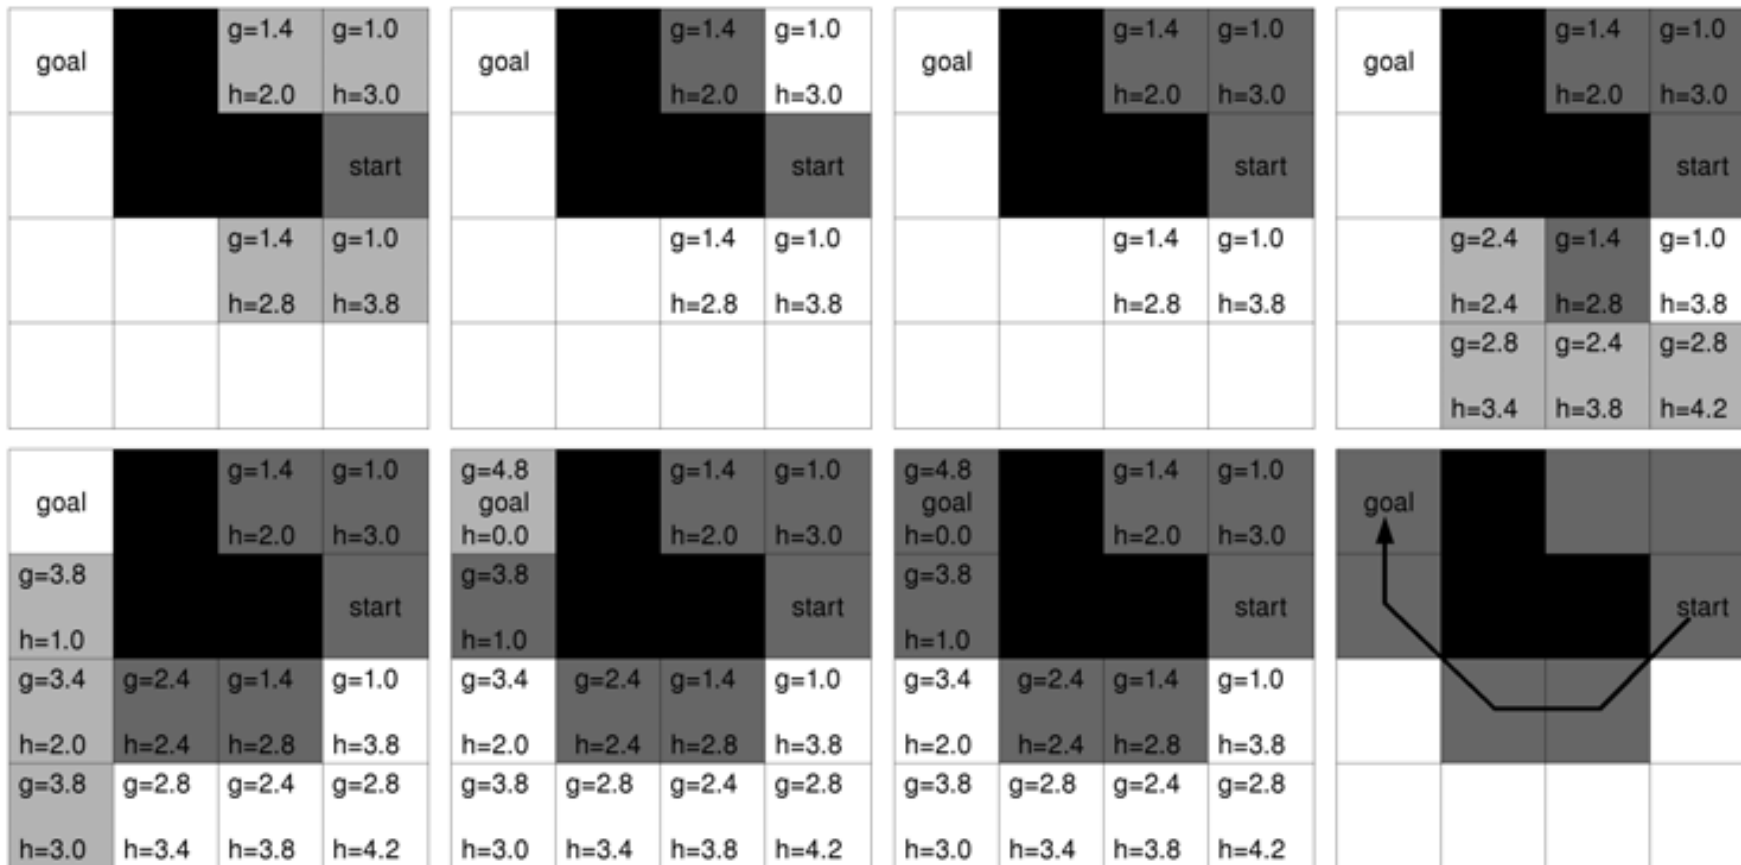 g=1.4 g=1.0 g=1.4 g=1.0 g=1.4 g=1.0 g=1.4 g=1.0
goal goal goal goal
h=2.0 h=3.0 h=2.0 h=3.0 h=2.0 h=3.0 h=2.0 h=3.0
start start start start
g=1.4 g=1.0 g=1.4 g=1.0 g=1.4 g=1.0 g=2.4 g=1.4 g=1.0
h=2.8 h=3.8 h=2.8 h=3.8 h=2.8 h=3.8 h=2.4 h=2.8 h=3.8
g=2.8 g=2.4 g=2.8
h=3.4 h=3.8 h=4.2
g=1.4 g=1.0 g=4.8 g=1.4 g=1.0 g=4.8 g=1.4 g=1.0
goal goal goal goal
h=2.0 h=3.0 h=0.0 h=2.0 h=3.0 h=0.0 h=2.0 h=3.0
g=3.8 g=3.8 g=3.8
start start start start
h=1.0 h=1.0 h=1.0
g=3.4 g=2.4 g=1.4 g=1.0 g=3.4 g=2.4 g=1.4 g=1.0 g=3.4 g=2.4 g=1.4 g=1.0
h=2.0 h=2.4 h=2.8 h=3.8 h=2.0 h=2.4 h=2.8 h=3.8 h=2.0 h=2.4 h=2.8 h=3.8
g=3.8 g=2.8 g=2.4 g=2.8 g=3.8 g=2.8 g=2.4 g=2.8 g=3.8 g=2.8 g=2.4 g=2.8
h=3.0 h=3.4 h=3.8 h=4.2 h=3.0 h=3.4 h=3.8 h=4.2 h=3.0 h=3.4 h=3.8 h=4.2